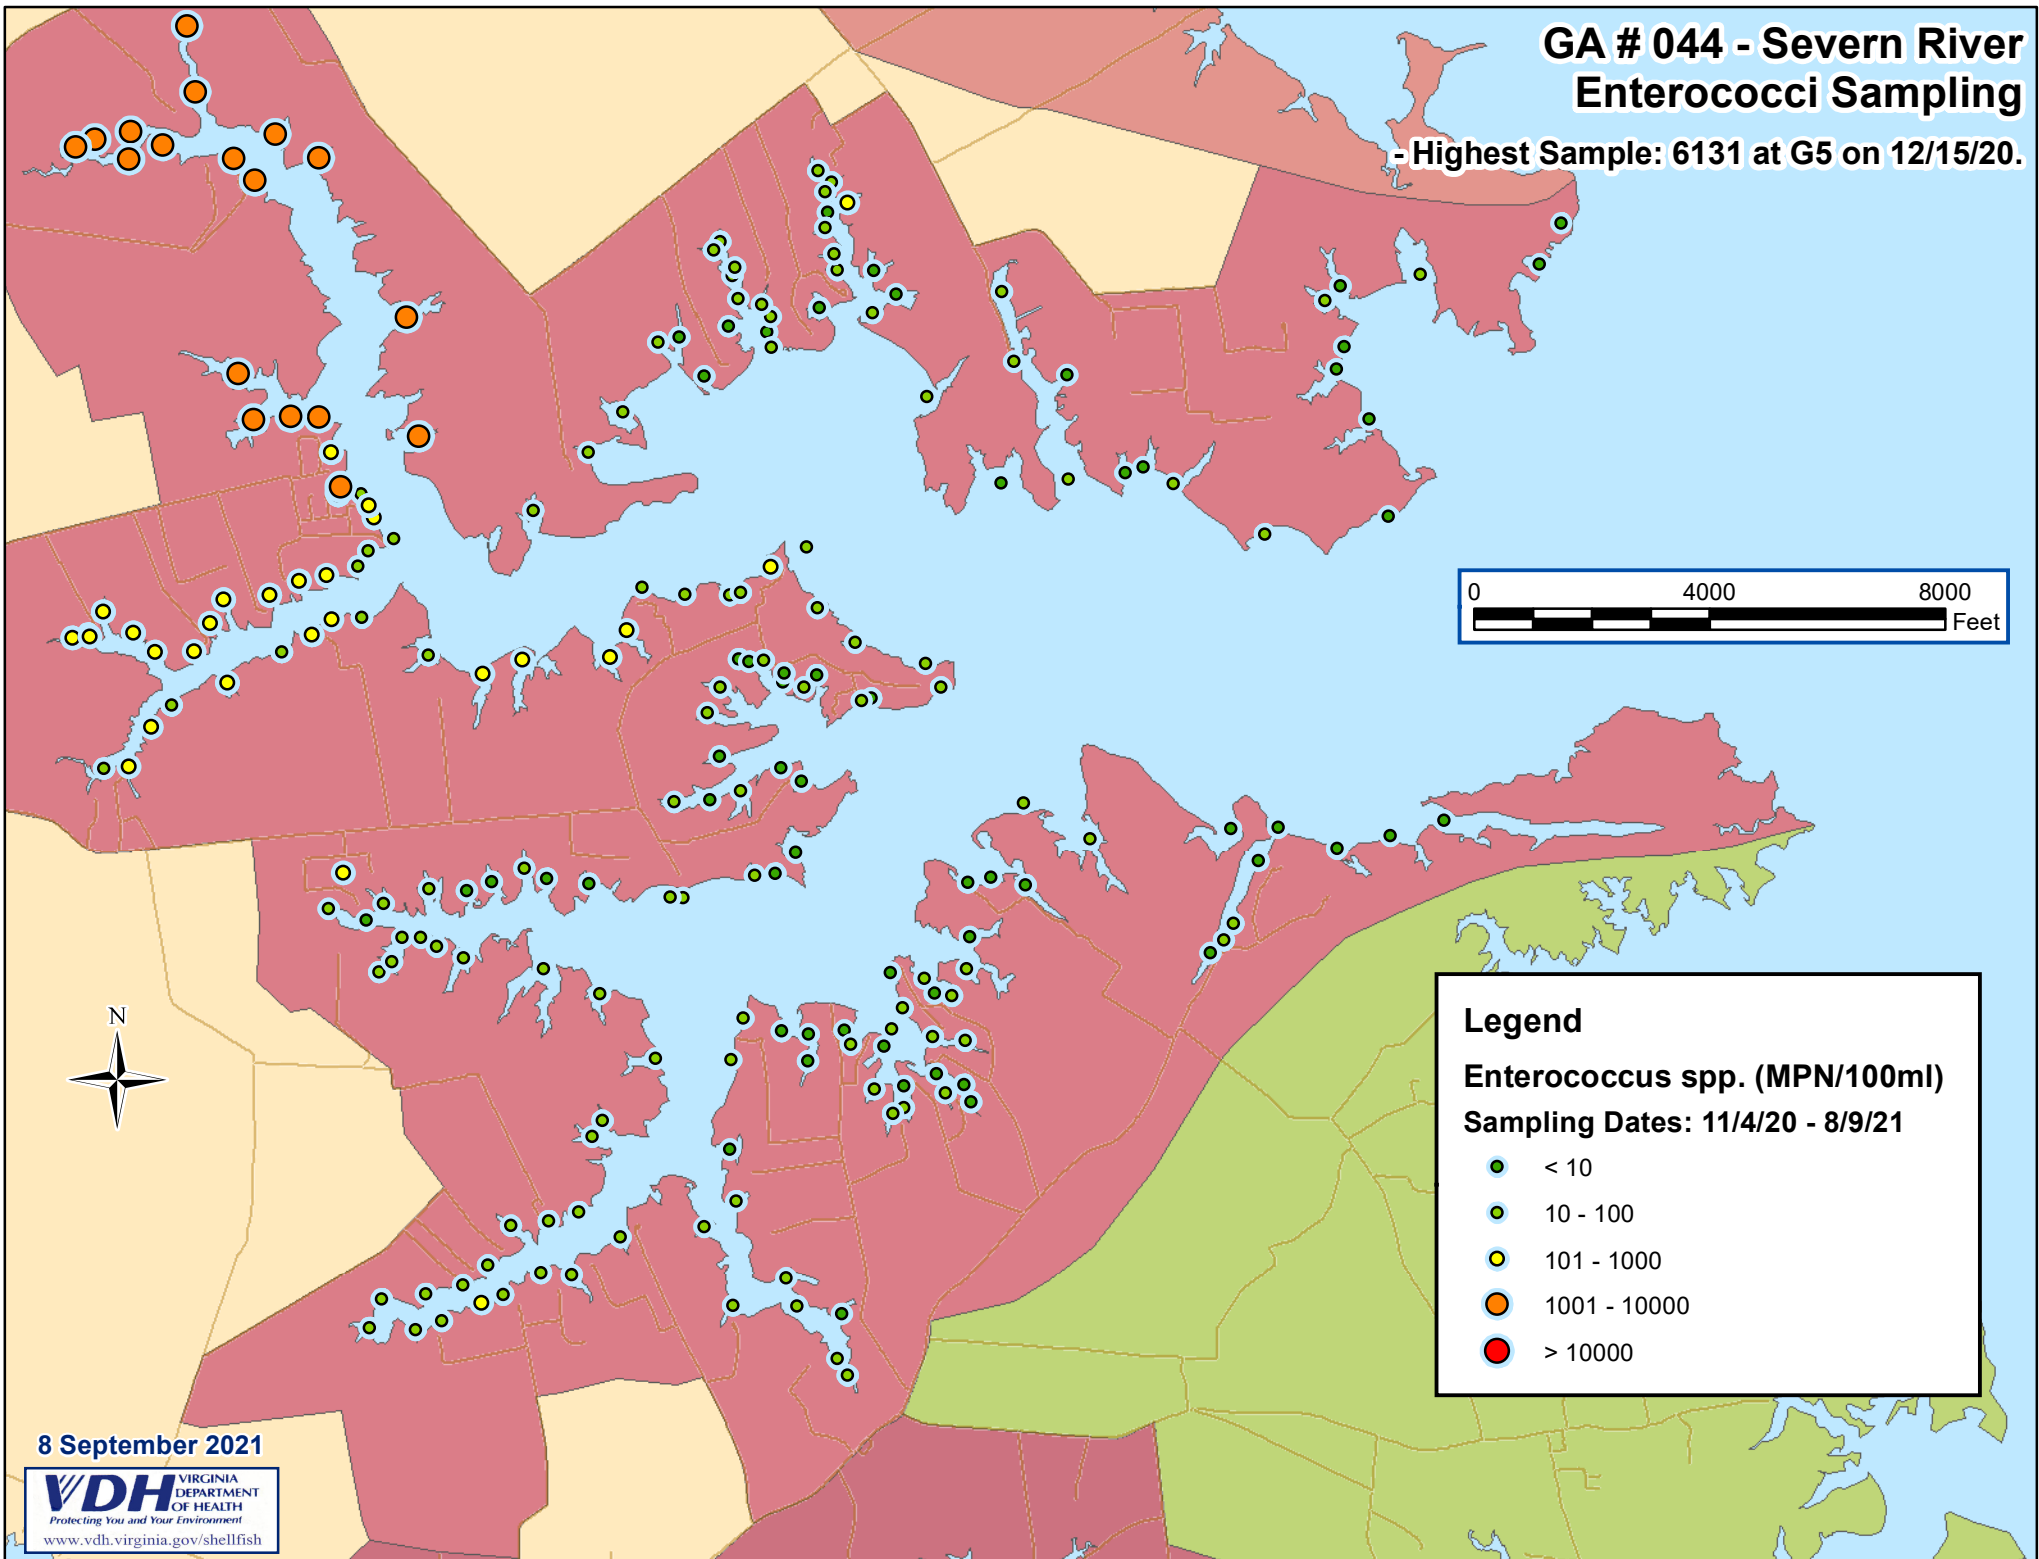 GA # 044 - Severn River
Enterococci Sampling
- Highest Sample: 6131 at G5 on 12/15/20.
0 4000 8000
Feet
N
Legend
Enterococcus spp. (MPN/100ml)
Sampling Dates: 11/4/20 - 8/9/21
< 10
10 - 100
101 - 1000
1001 - 10000
> 10000
8 September 2021
VDH VIRGINIA
DEPARTMENT
OF HEALTH
Protecting You and Your Environment
www.vdh.virginia.gov/shellfish